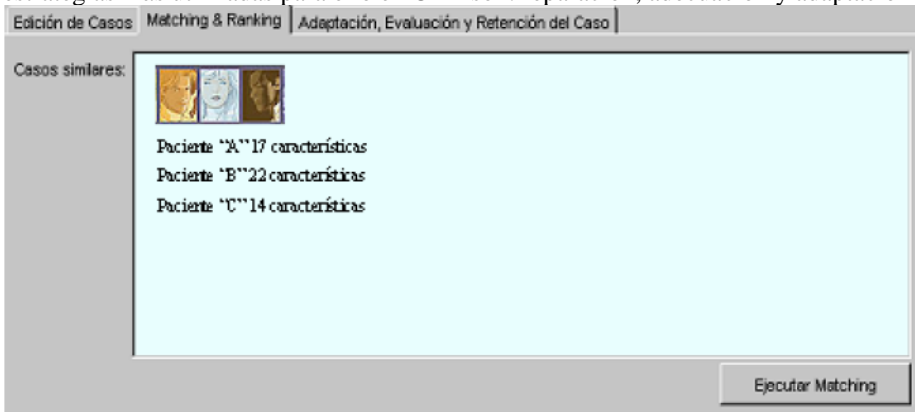 Edición de Casos Matching & Ranking Adaptación, Evaluación y Retención del Caso
Casos similares:
Paciente "A" 17 características
Paciente "B" 22 características
Paciente "C" 14 características
Ejecutar Matching